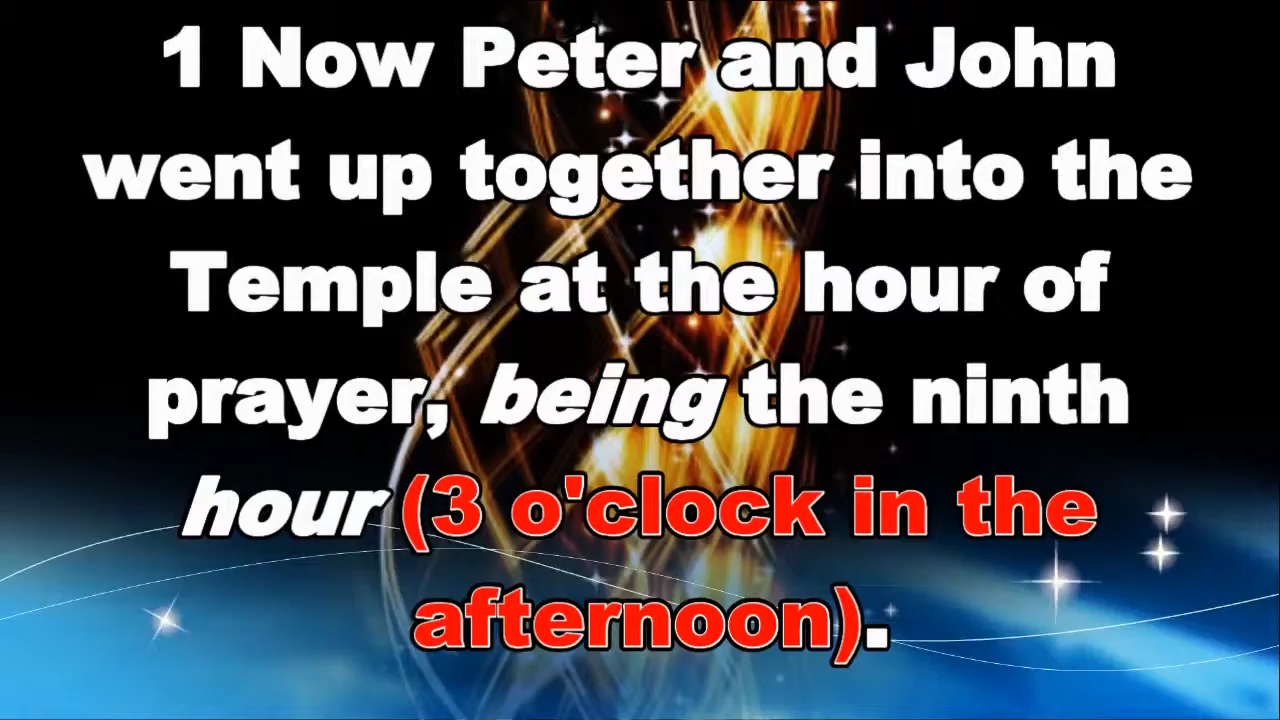 1 Now Peter and John
went up together into the
Temple at the hour of
prayer, being the ninth
hour (3 o'clock in the
afternoon).